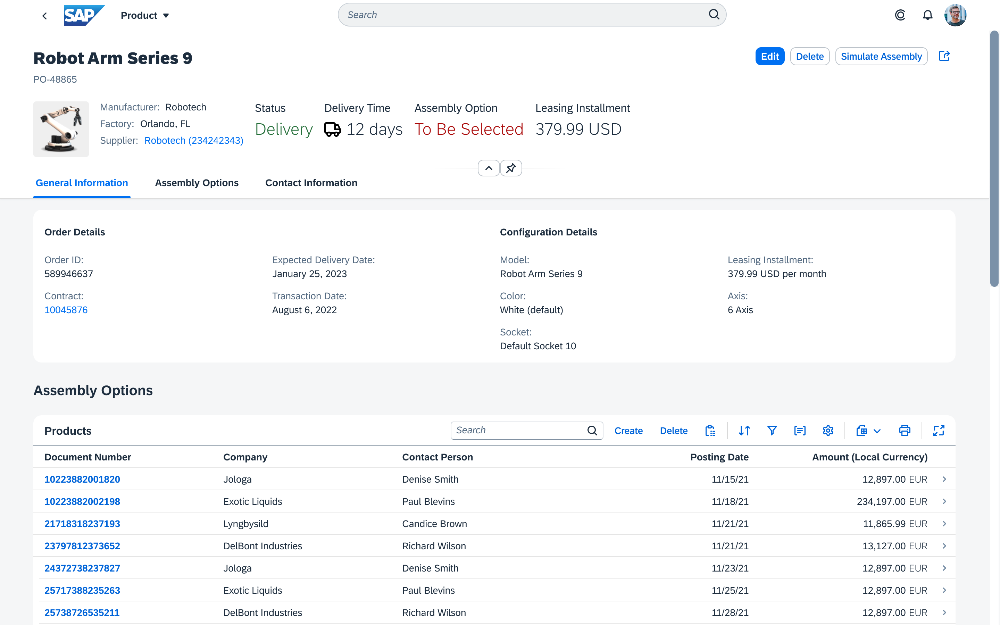 SAP
Product
Search
Robot Arm Series 9
Edit
Delete
Simulate Assembly
PO-48865
Manufacturer: Robotech
Factory: Orlando, FL
Supplier: Robotech (234242343)
Status
Delivery
Delivery Time
12 days
Assembly Option
To Be Selected
Leasing Installment
379.99 USD
General Information
Assembly Options
Contact Information
Order Details
Order ID:
589946637
Contract:
10045876
Expected Delivery Date:
January 25, 2023
Transaction Date:
August 6, 2022
Configuration Details
Model:
Robot Arm Series 9
Color:
White (default)
Socket:
Default Socket 10
Leasing Installment:
379.99 USD per month
Axis:
6 Axis
Assembly Options
Products
Search
Create
Delete
Document Number Company Contact Person Posting Date Amount (Local Currency)
10223882001820 Jologa Denise Smith 11/15/21 12,897.00 EUR
10223882002198 Exotic Liquids Paul Blevins 11/18/21 234,197.00 EUR
21718318237193 Lyngbysild Candice Brown 11/21/21 11,865.99 EUR
23797812373652 DelBont Industries Richard Wilson 11/21/21 13,127.00 EUR
24372738237827 Jologa Denise Smith 11/23/21 12,897.00 EUR
25717388235263 Exotic Liquids Paul Blevins 11/25/21 12,897.00 EUR
25738726535211 DelBont Industries Richard Wilson 11/28/21 12,897.00 EUR